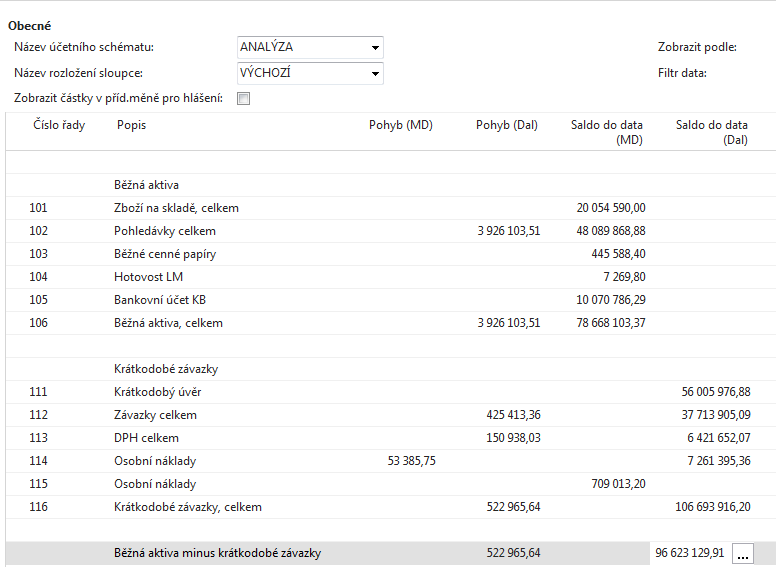 Obecné
Název účetního schématu: ANALÝZA Zobrazit podle:
Název rozložení sloupce: VÝCHOZÍ Filtr data:
Zobrazit částky v příd.měně pro hlášení:
Číslo řady Popis Pohyb (MD) Pohyb (Dal) Saldo do data (MD) Saldo do data (Dal)
Běžná aktiva
101 Zboží na skladě, celkem 20 054 590,00
102 Pohledávky celkem 3 926 103,51 48 089 868,88
103 Běžné cenné papíry 445 588,40
104 Hotovost LM 7 269,80
105 Bankovní účet KB 10 070 786,29
106 Běžná aktiva, celkem 3 926 103,51 78 668 103,37
Krátkodobé závazky
111 Krátkodobý úvěr 56 005 976,88
112 Závazky celkem 425 413,36 37 713 905,09
113 DPH celkem 150 938,03 6 421 652,07
114 Osobní náklady 53 385,75 7 261 395,36
115 Osobní náklady 709 013,20
116 Krátkodobé závazky, celkem 522 965,64 106 693 916,20
Běžná aktiva minus krátkodobé závazky 522 965,64 96 623 129,91 ...